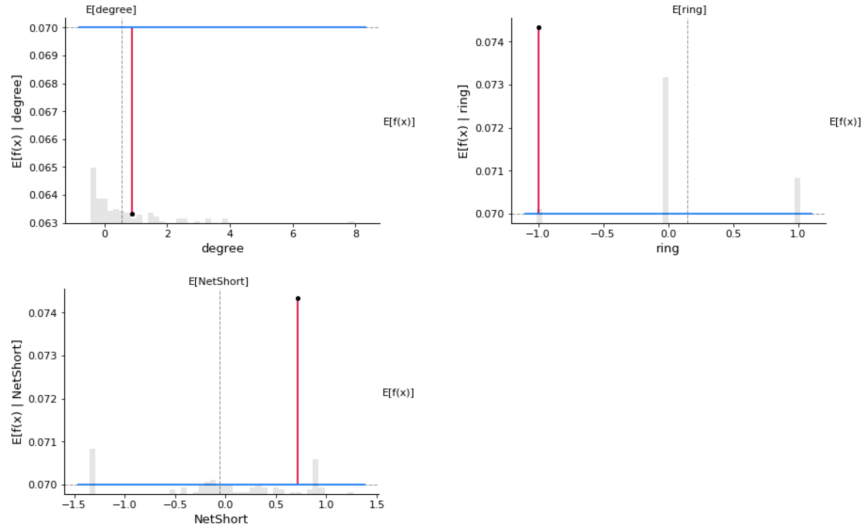 E[degree]
0.070
0.069
0.068
0.067
0.066
0.065
0.064
0.063
E[f(x) | degree]
E[f(x)]
0 2 4 6 8
degree
E[ring]
0.074
0.073
0.072
0.071
0.070
E[f(x) | ring]
E[f(x)]
−1.0 −0.5 0.0 0.5 1.0
ring
E[NetShort]
0.074
0.073
0.072
0.071
0.070
E[f(x) | NetShort]
E[f(x)]
−1.5 −1.0 −0.5 0.0 0.5 1.0 1.5
NetShort